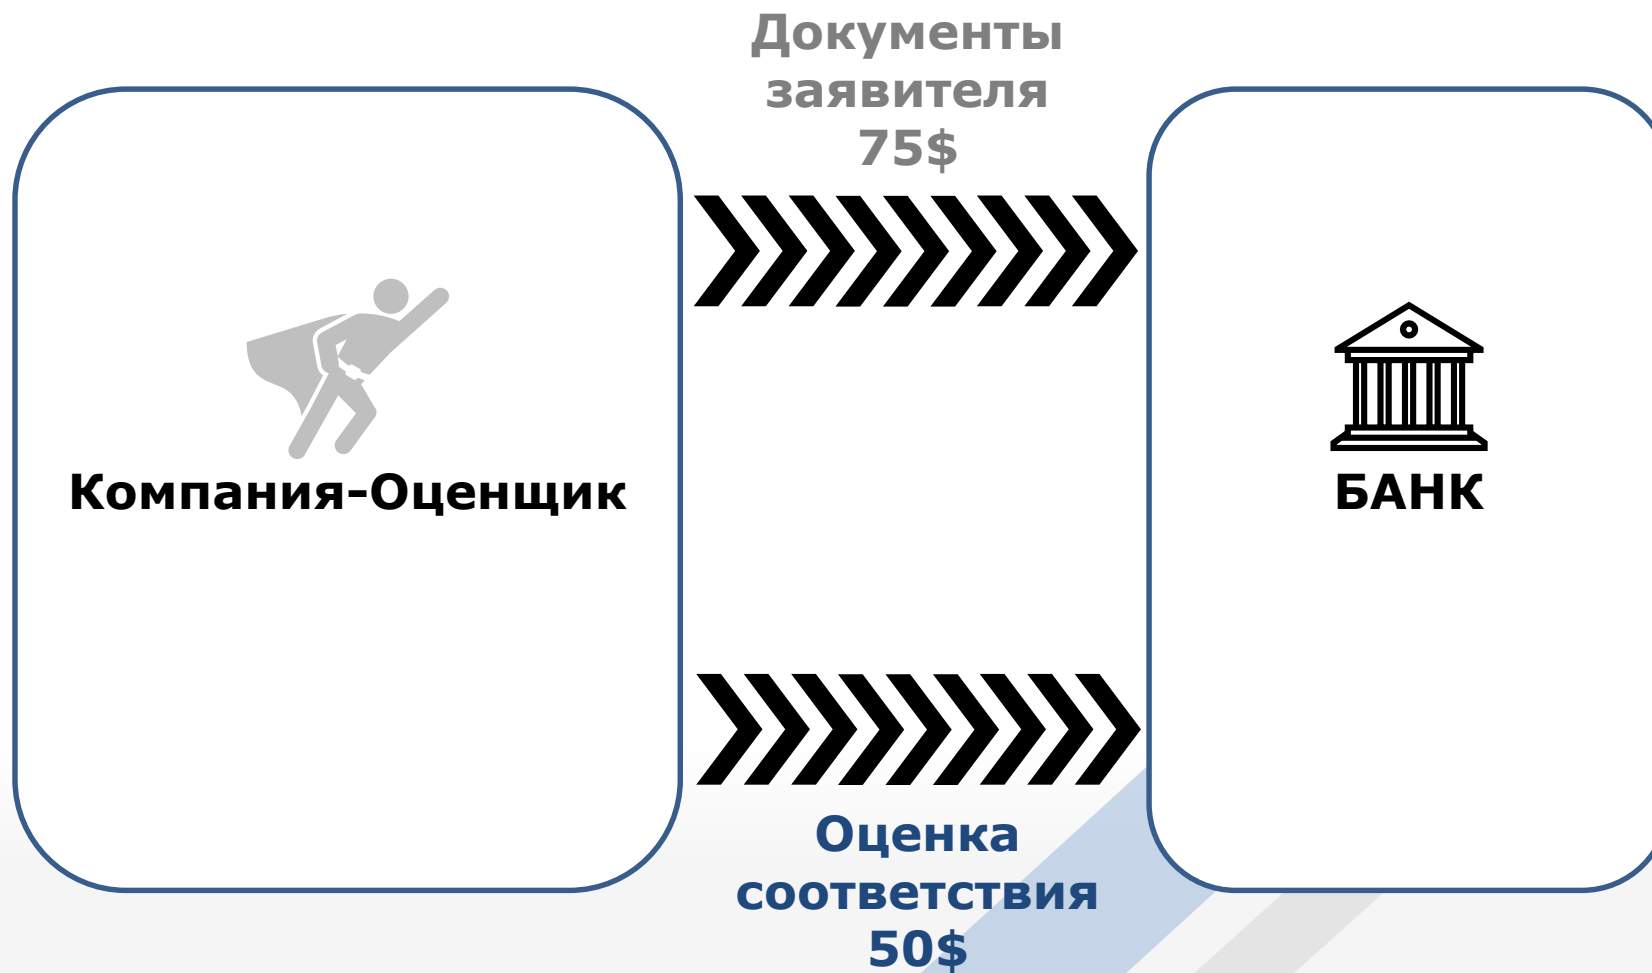 Документы
заявителя
75$
Компания-Оценщик
БАНК
Оценка
соответствия
50$